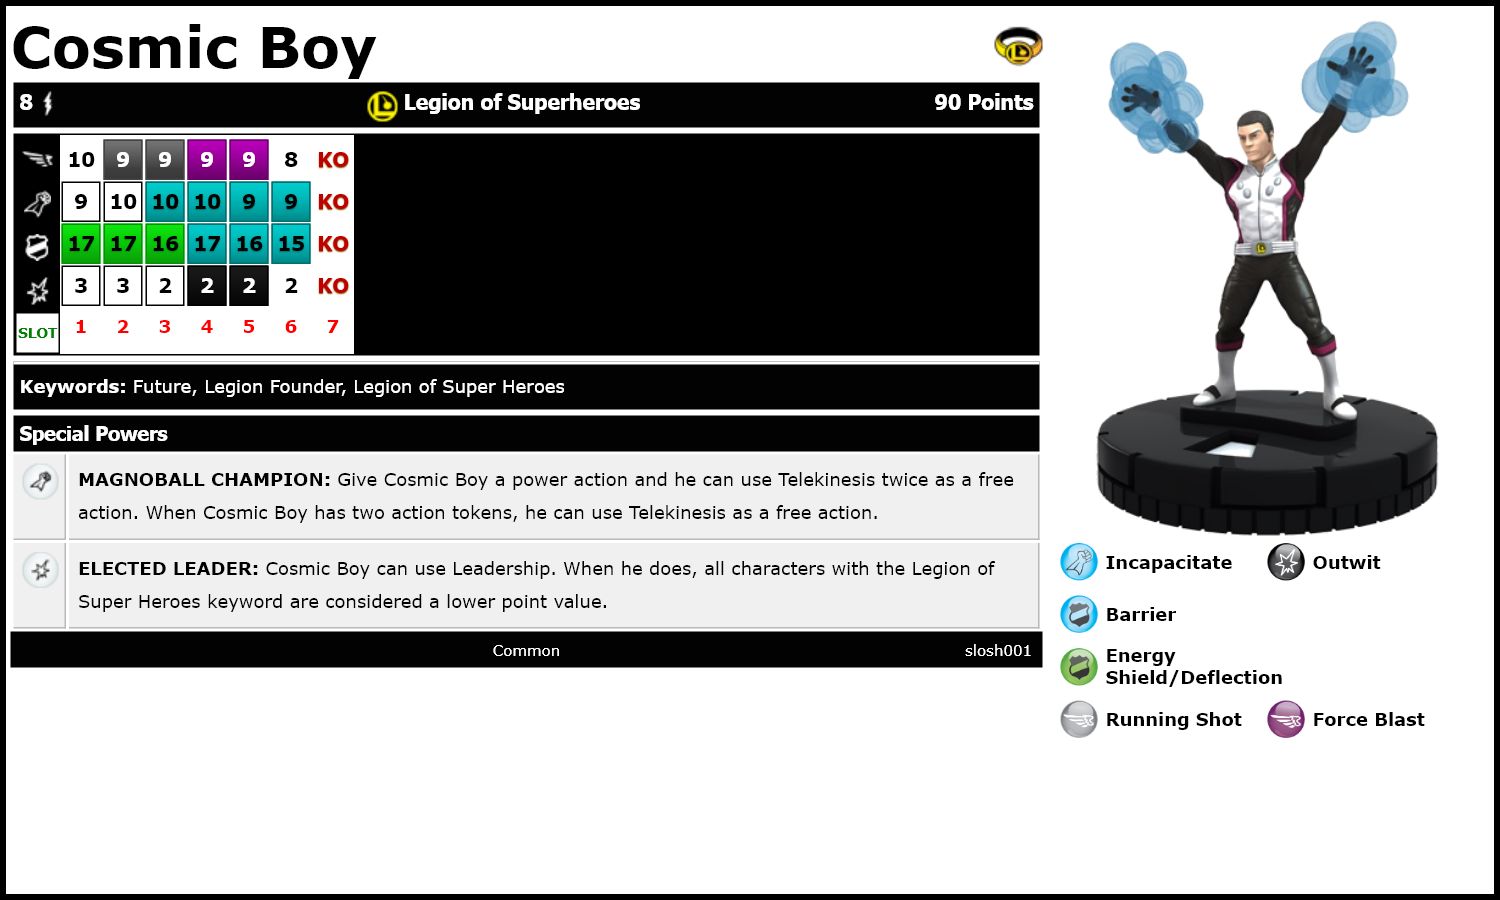 Cosmic Boy
8 Legion of Superheroes 90 Points
10 9 9 9 9 8 KO
9 10 10 10 9 9 KO
17 17 16 17 16 15 KO
3 3 2 2 2 2 KO
SLOT 1 2 3 4 5 6 7
Keywords: Future, Legion Founder, Legion of Super Heroes
Special Powers
MAGNOBALL CHAMPION: Give Cosmic Boy a power action and he can use Telekinesis twice as a free
action. When Cosmic Boy has two action tokens, he can use Telekinesis as a free action.
ELECTED LEADER: Cosmic Boy can use Leadership. When he does, all characters with the Legion of
Super Heroes keyword are considered a lower point value.
Common slosh001
Incapacitate Outwit
Barrier
Energy
Shield/Deflection
Running Shot Force Blast